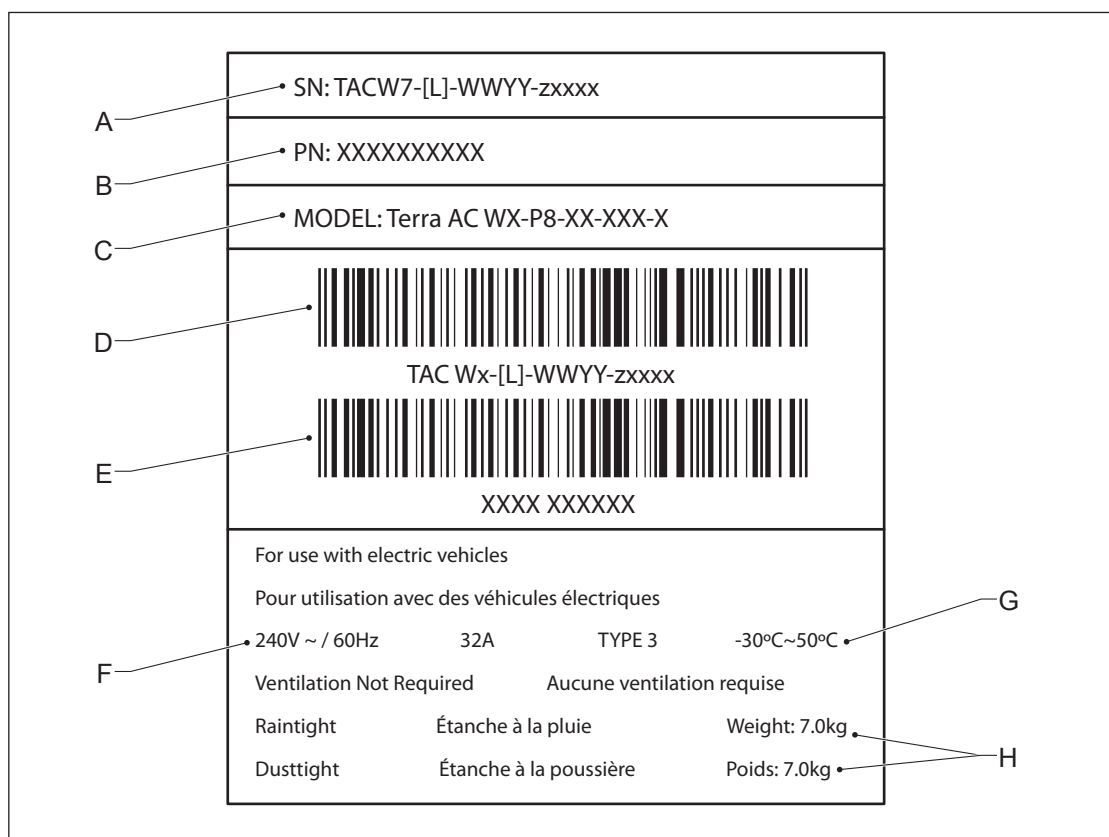 A
SN: TACW7-[L]-WWYY-zxxxx
B
PN: XXXXXXXXXX
C
MODEL: Terra AC WX-P8-XX-XXX-X
D
TAC Wx-[L]-WWYY-zxxxx
E
XXXX XXXXXX
For use with electric vehicles
Pour utilisation avec des véhicules électriques
G
F
240V ~ / 60Hz 32A TYPE 3 -30ºC~50ºC
Ventilation Not Required Aucune ventilation requise
Raintight Étanche à la pluie Weight: 7.0kg
H
Dusttight Étanche à la poussière Poids: 7.0kg